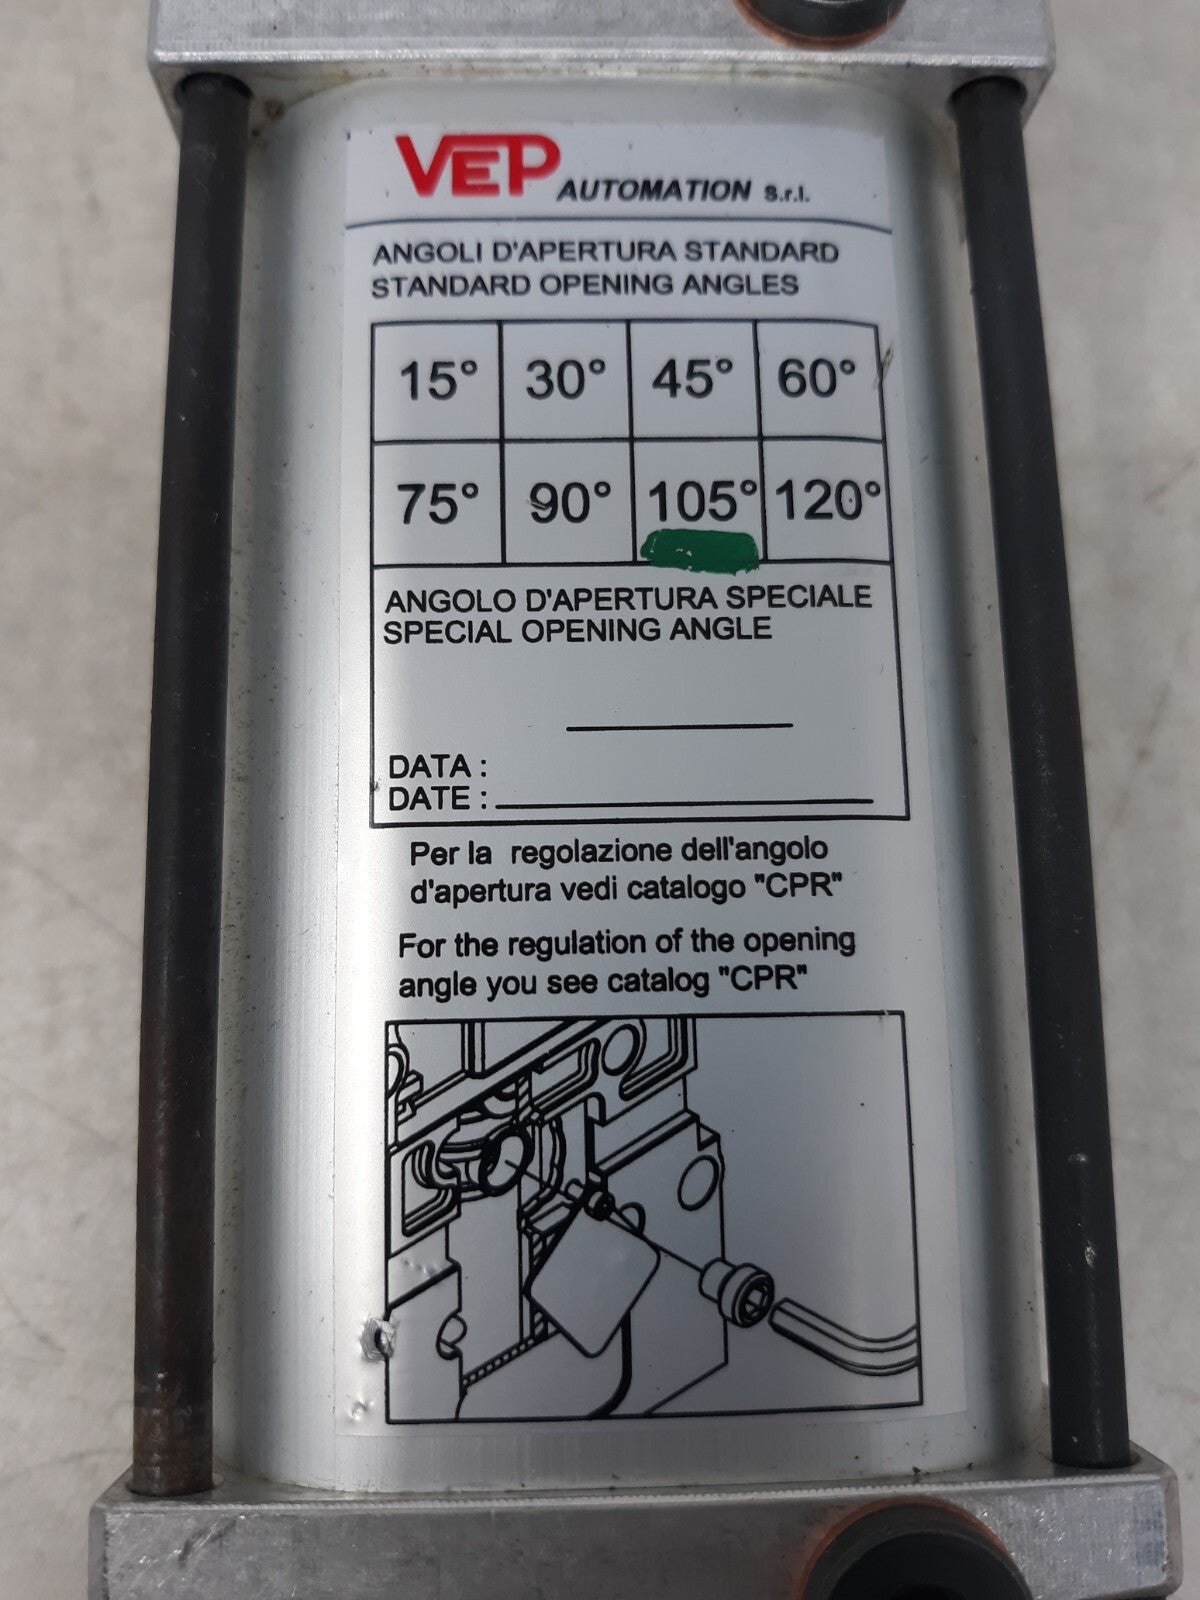 VEP AUTOMATION S.r.l.
ANGOLI D'APERTURA STANDARD
STANDARD OPENING ANGLES
15° 30° 45° 60°
75° 90° 105° 120°
ANGOLO D'APERTURA SPECIALE
SPECIAL OPENING ANGLE
DATA :
DATE :
Per la regolazione dell'angolo
d'apertura vedi catalogo "CPR"
For the regulation of the opening
angle you see catalog "CPR"